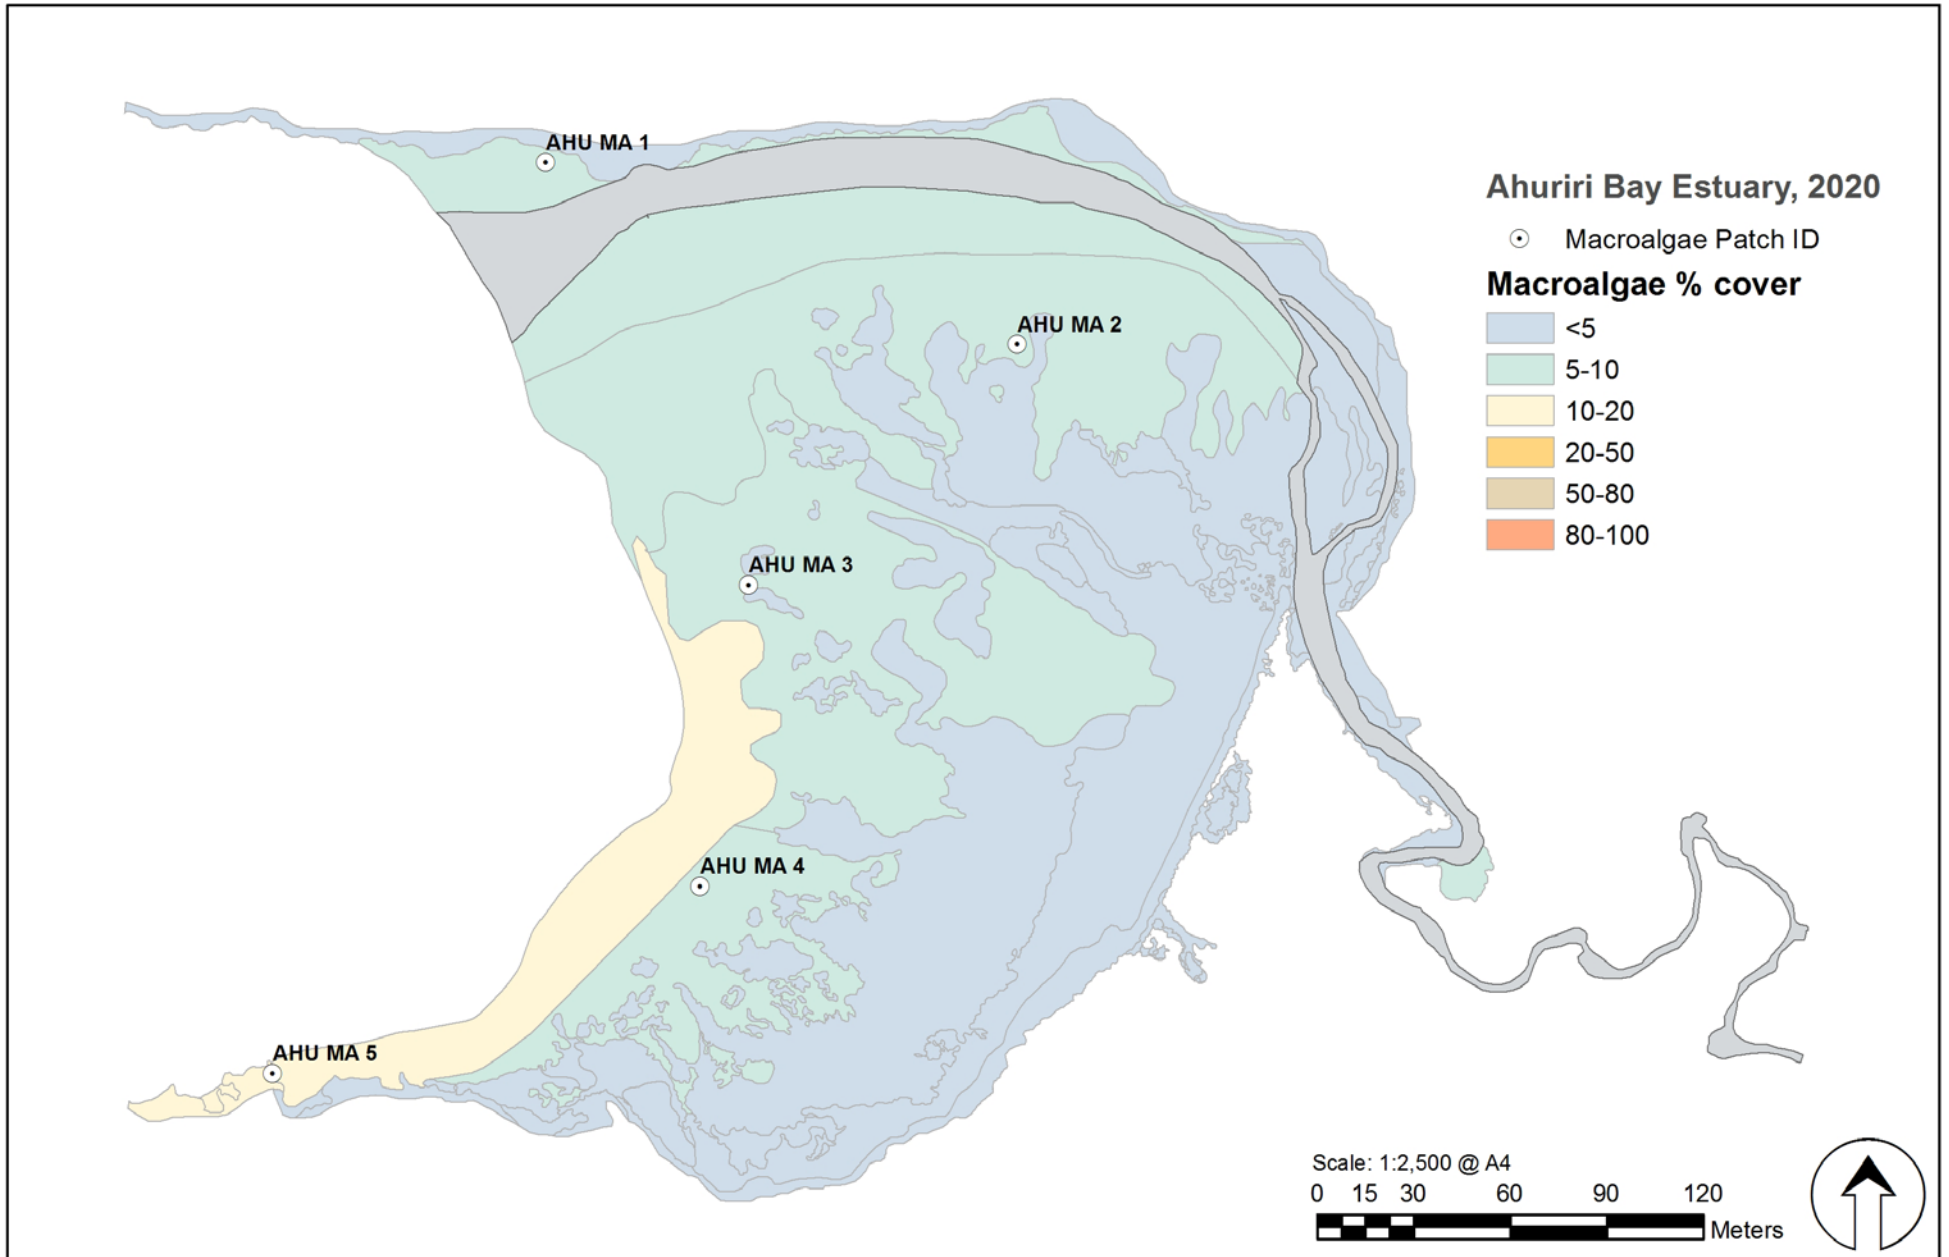 AHU MA 1
Ahuriri Bay Estuary, 2020
Macroalgae Patch ID
Macroalgae % cover
<5
5-10
10-20
20-50
50-80
80-100
AHU MA 2
AHU MA 3
AHU MA 4
AHU MA 5
Scale: 1:2,500 @ A4
0 15 30 60 90 120
Meters